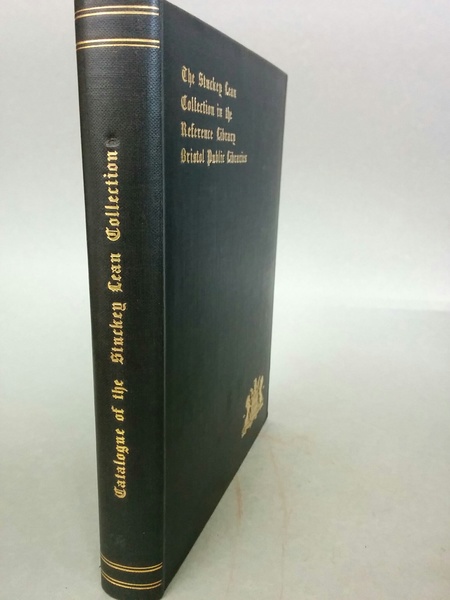 Catalogue of the Stuckey Lean Collection
The Stuckey Lean
Collection in the
Reference Library
Bristol Public Libraries